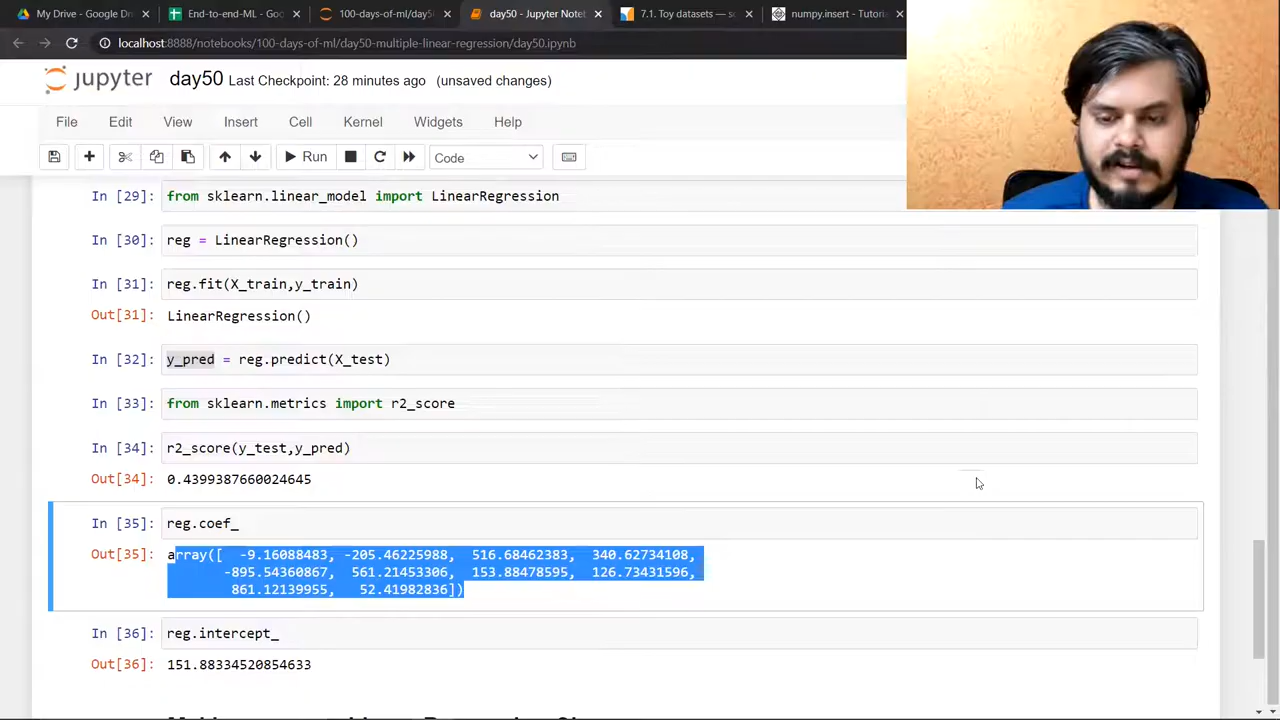 My Drive - Google Dri
End-to-end-ML - Goog
100-days-of-ml/day5
day50 - Jupyter Note
7.1. Toy datasets — s
numpy.insert - Tutoria
localhost:8888/notebooks/100-days-of-ml/day50-multiple-linear-regression/day50.ipynb
jupyter day50 Last Checkpoint: 28 minutes ago (unsaved changes)
File Edit View Insert Cell Kernel Widgets Help
Run Code
In [29]: from sklearn.linear_model import LinearRegression
In [30]: reg = LinearRegression()
In [31]: reg.fit(X_train,y_train)
Out[31]: LinearRegression()
In [32]: y_pred = reg.predict(X_test)
In [33]: from sklearn.metrics import r2_score
In [34]: r2_score(y_test,y_pred)
Out[34]: 0.4399387660024645
In [35]: reg.coef_
Out[35]: array([ -9.16088483, -205.46225988, 516.68462383, 340.62734108,
-895.54360867, 561.21453306, 153.88478595, 126.73431596,
861.12139955, 52.41982836])
In [36]: reg.intercept_
Out[36]: 151.88334520854633